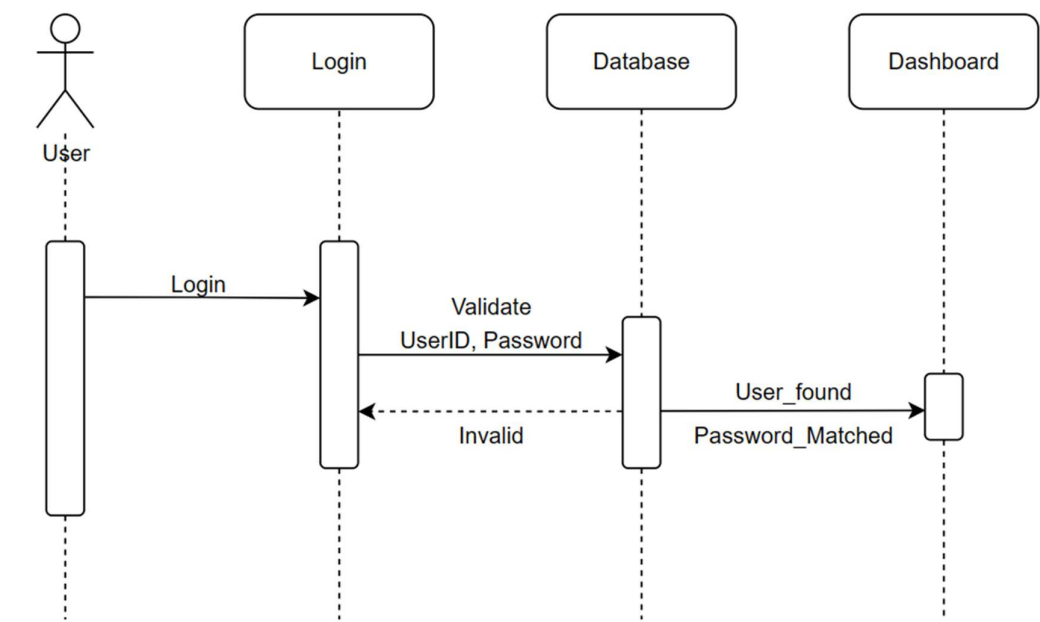 Login
Database
Dashboard
User
Login
Validate
UserID, Password
User_found
Invalid
Password_Matched